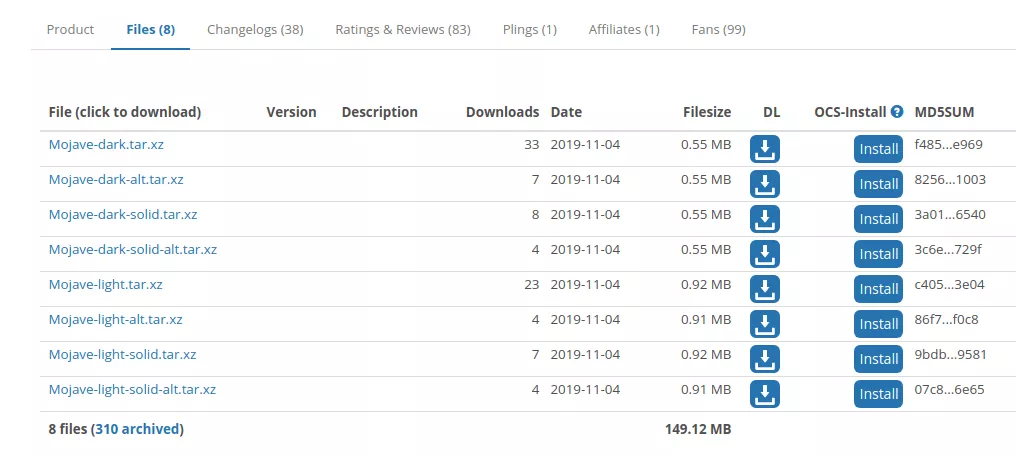 Product Files (8) Changelogs (38) Ratings & Reviews (83) Plings (1) Affiliates (1) Fans (99)
File (click to download) Version Description Downloads Date Filesize DL OCS-Install ? MD5SUM
Mojave-dark.tar.xz 33 2019-11-04 0.55 MB Install f485...e969
Mojave-dark-alt.tar.xz 7 2019-11-04 0.55 MB Install 8256...1003
Mojave-dark-solid.tar.xz 8 2019-11-04 0.55 MB Install 3a01...6540
Mojave-dark-solid-alt.tar.xz 4 2019-11-04 0.55 MB Install 3c6e...729f
Mojave-light.tar.xz 23 2019-11-04 0.92 MB Install c405...3e04
Mojave-light-alt.tar.xz 4 2019-11-04 0.91 MB Install 86f7...f0c8
Mojave-light-solid.tar.xz 7 2019-11-04 0.92 MB Install 9bdb...9581
Mojave-light-solid-alt.tar.xz 4 2019-11-04 0.91 MB Install 07c8...6e65
8 files (310 archived) 149.12 MB